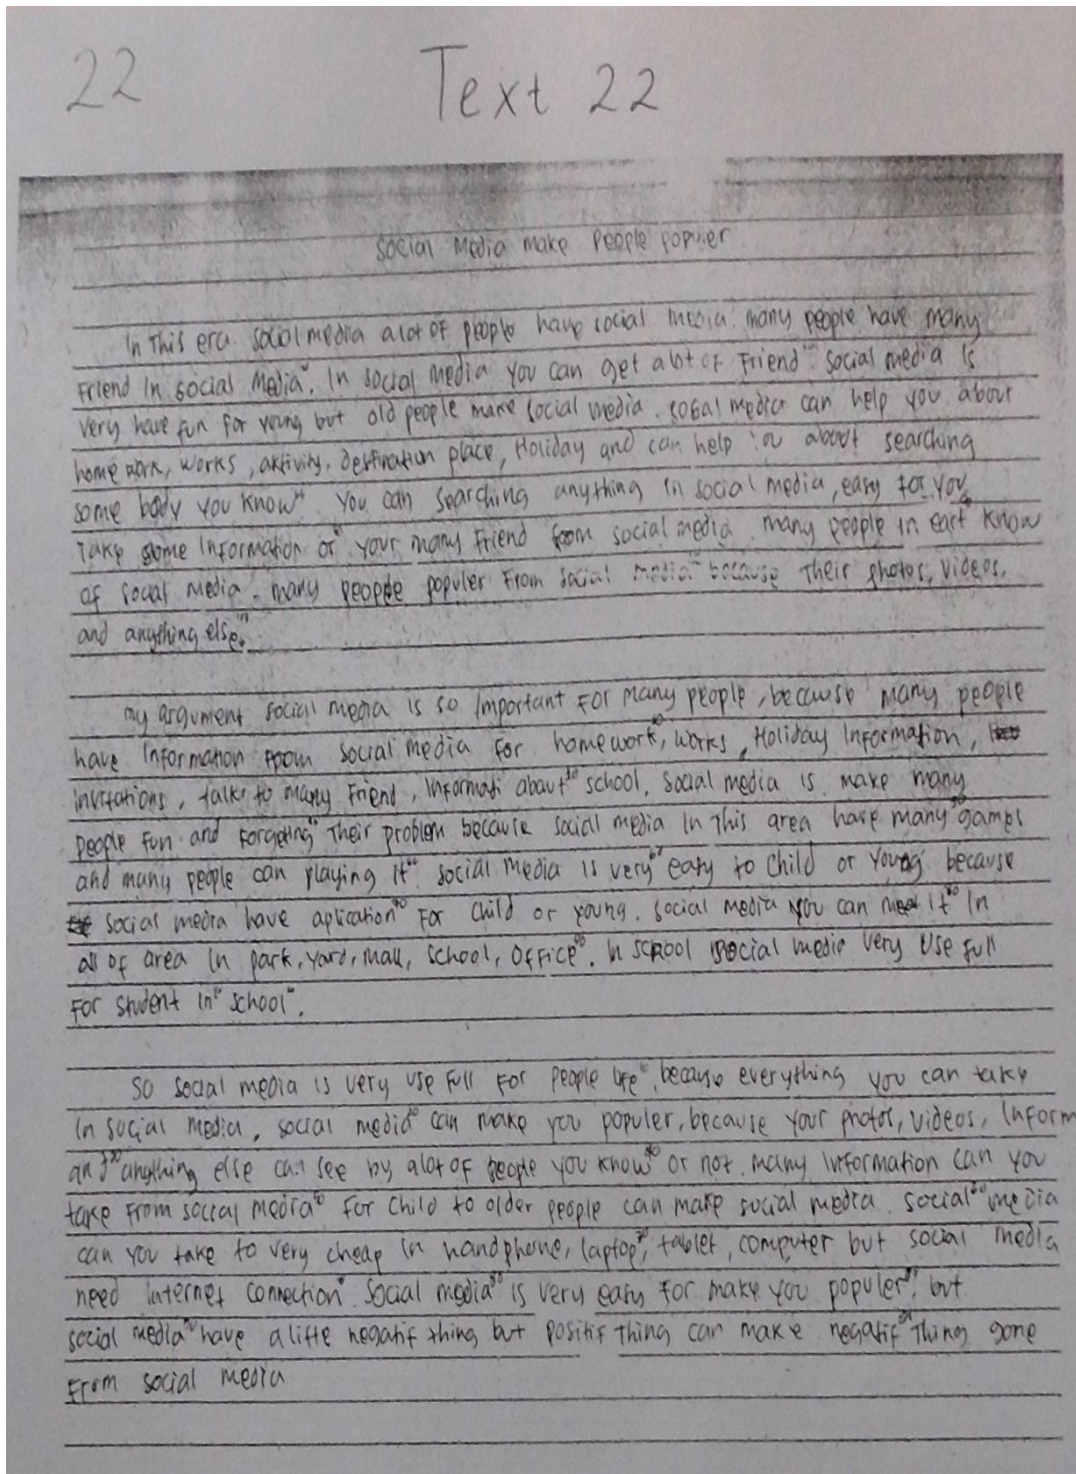 22
Text 22
Social Media make People populer.
In This era social media alot of people have social media. many people have many
Friend In social Media. In social Media you can get alot of Friend social media Is
very have fun for young but old people make social media. social media can help you about
home work, works, aktivity, destination place, Holiday and can help you about searching
some body you know you can searching anything in social media, easy for you
Take some Information of your many Friend from social media. many people in eart know
of social media. many people populer From social media because Their photos, videos,
and anything else.
my argument social media is so Important For many people, because many people
have Information From social media for homework, works, Holiday Information,
Invitations, talk to many Friend, Informati about school. Social media is make many
people fun and Forgeting Their problem because social media In This area have many games
and many people can playing it social media is very easy to child or young because
social media have aplication For child or young. social media you can meet it In
all of area In park, yard, mall, school, Office. In school social media very use full
For student In school.
So social media is very use full For people life, because everything you can take
In social media. social media can make you populer, because your photos, videos, Inform
and anything else can see by alot of people you know or not. many Information can you
take From social media For child to older people can make social media. social media
can you take to very cheap in handphone, laptop, tablet, computer but social media
need internet connection. Social media is very easy For make you populer, but
social media have a litte negatif thing but positif Thing can make negatif Thing gone
From social media